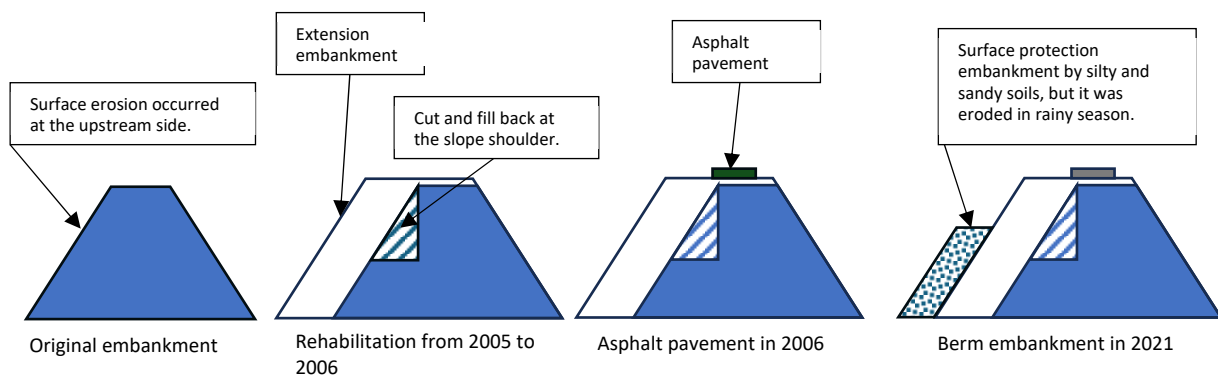 Surface erosion occurred
at the upstream side.
Extension
embankment
Cut and fill back at
the slope shoulder.
Asphalt
pavement
Surface protection
embankment by silty and
sandy soils, but it was
eroded in rainy season.
Original embankment
Rehabilitation from 2005 to
2006
Asphalt pavement in 2006
Berm embankment in 2021